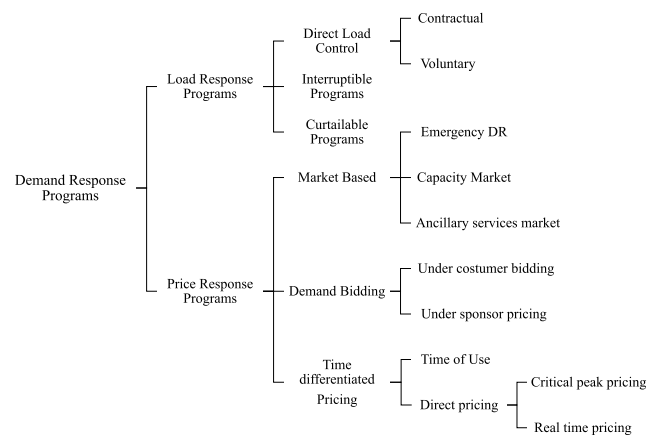 Demand Response
Programs
Load Response
Programs
Direct Load
Control
Contractual
Voluntary
Interruptible
Programs
Curtailable
Programs
Price Response
Programs
Market Based
Emergency DR
Capacity Market
Ancillary services market
Demand Bidding
Under costumer bidding
Under sponsor pricing
Time
differentiated
Pricing
Time of Use
Direct pricing
Critical peak pricing
Real time pricing